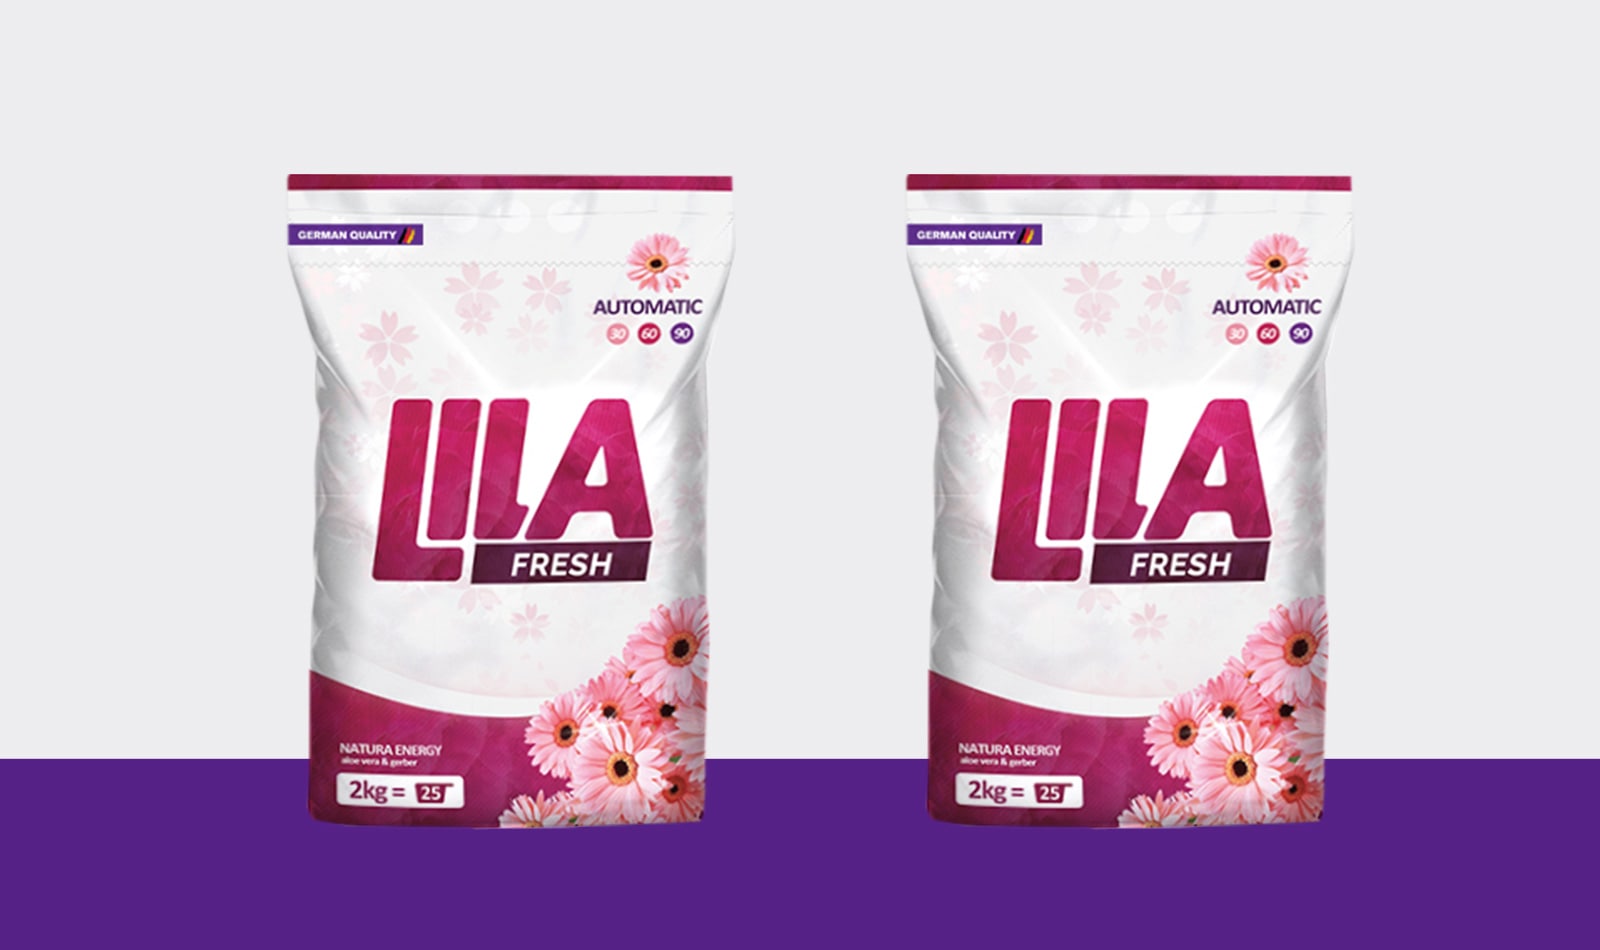 GERMAN QUALITY
AUTOMATIC
30 60 90
LILA
FRESH
NATURA ENERGY
aloe vera & gerber
2kg = 25
GERMAN QUALITY
AUTOMATIC
30 60 90
LILA
FRESH
NATURA ENERGY
aloe vera & gerber
2kg = 25